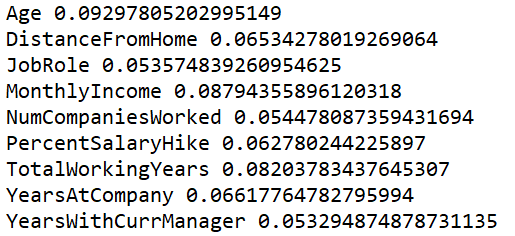 Age 0.09297805202995149
DistanceFromHome 0.06534278019269064
JobRole 0.053574839260954625
MonthlyIncome 0.08794355896120318
NumCompaniesWorked 0.054478087359431694
PercentSalaryHike 0.062780244225897
TotalWorkingYears 0.08203783437645307
YearsAtCompany 0.06617764782795994
YearsWithCurrManager 0.053294874878731135